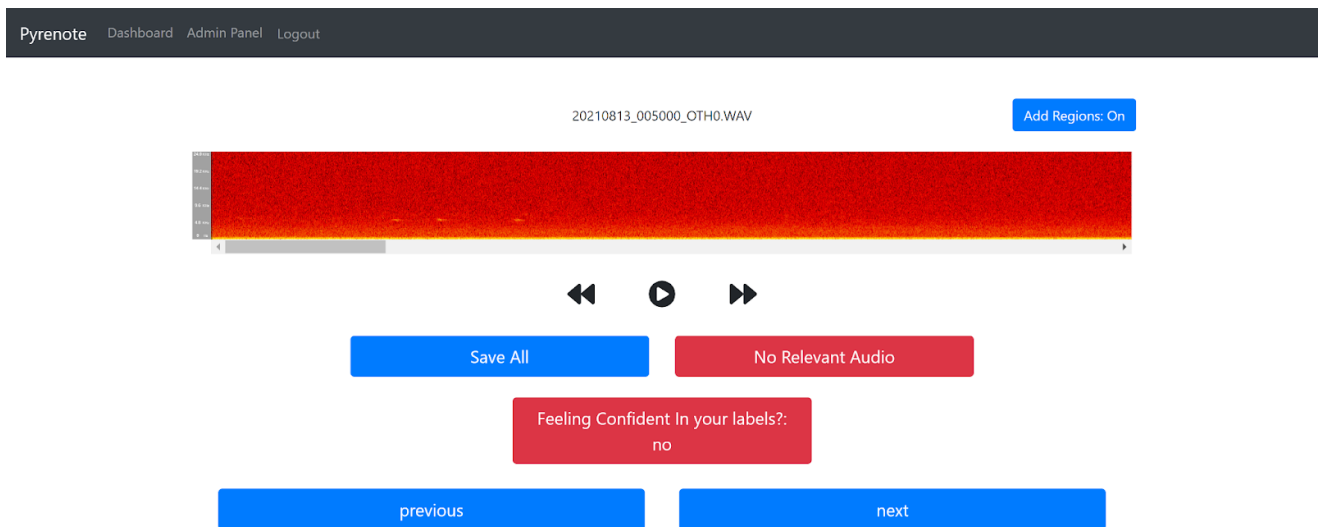 Pyrenote Dashboard Admin Panel Logout
20210813_005000_OTH0.WAV
Add Regions: On
Save All
No Relevant Audio
Feeling Confident In your labels?:
no
previous
next